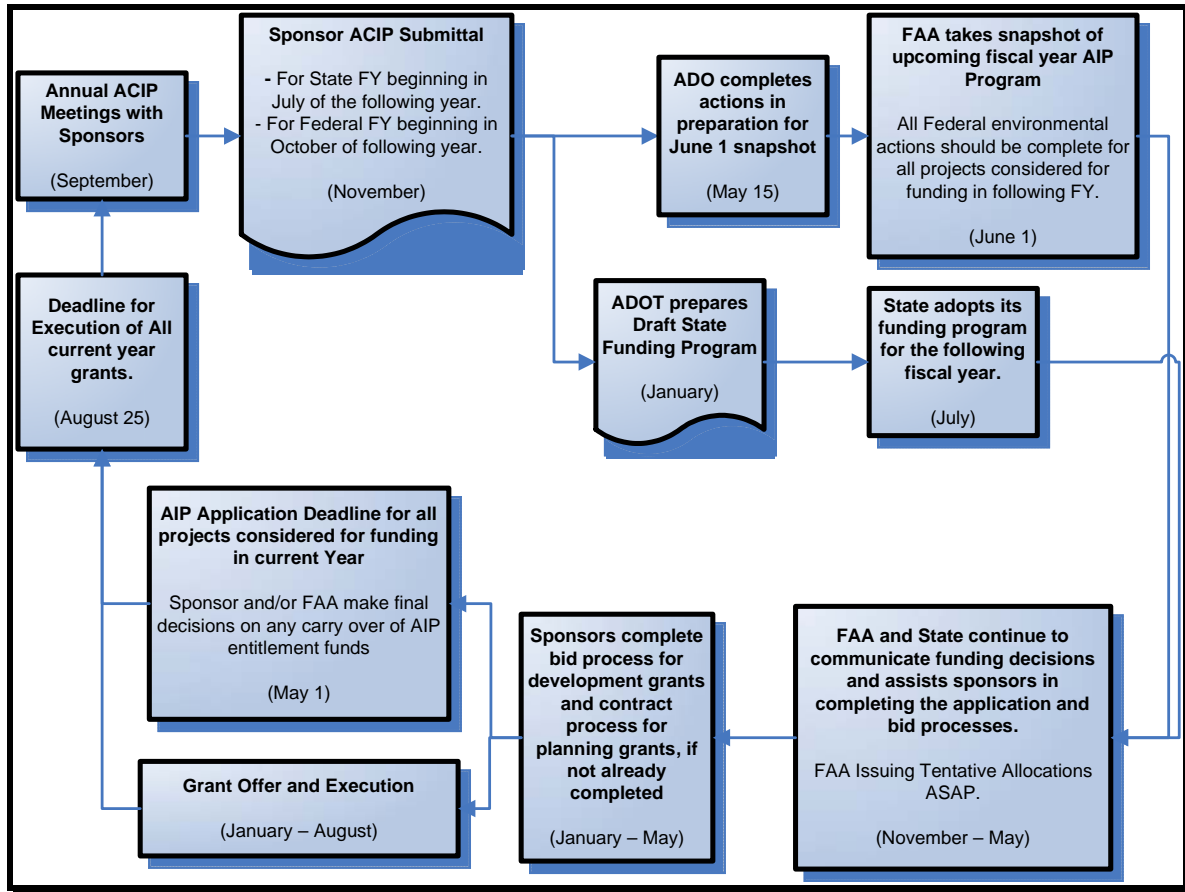 Annual ACIP
Meetings with
Sponsors
(September)
Sponsor ACIP Submittal
- For State FY beginning in
July of the following year.
- For Federal FY beginning in
October of following year.
(November)
ADO completes
actions in
preparation for
June 1 snapshot
(May 15)
FAA takes snapshot of
upcoming fiscal year AIP
Program
All Federal environmental
actions should be complete for
all projects considered for
funding in following FY.
(June 1)
ADOT prepares
Draft State
Funding Program
(January)
State adopts its
funding program
for the following
fiscal year.
(July)
FAA and State continue to
communicate funding decisions
and assists sponsors in
completing the application and
bid processes.
FAA Issuing Tentative Allocations
ASAP.
(November – May)
Sponsors complete
bid process for
development grants
and contract
process for
planning grants, if
not already
completed
(January – May)
AIP Application Deadline for all
projects considered for funding
in current Year
Sponsor and/or FAA make final
decisions on any carry over of AIP
entitlement funds
(May 1)
Grant Offer and Execution
(January – August)
Deadline for
Execution of All
current year
grants.
(August 25)